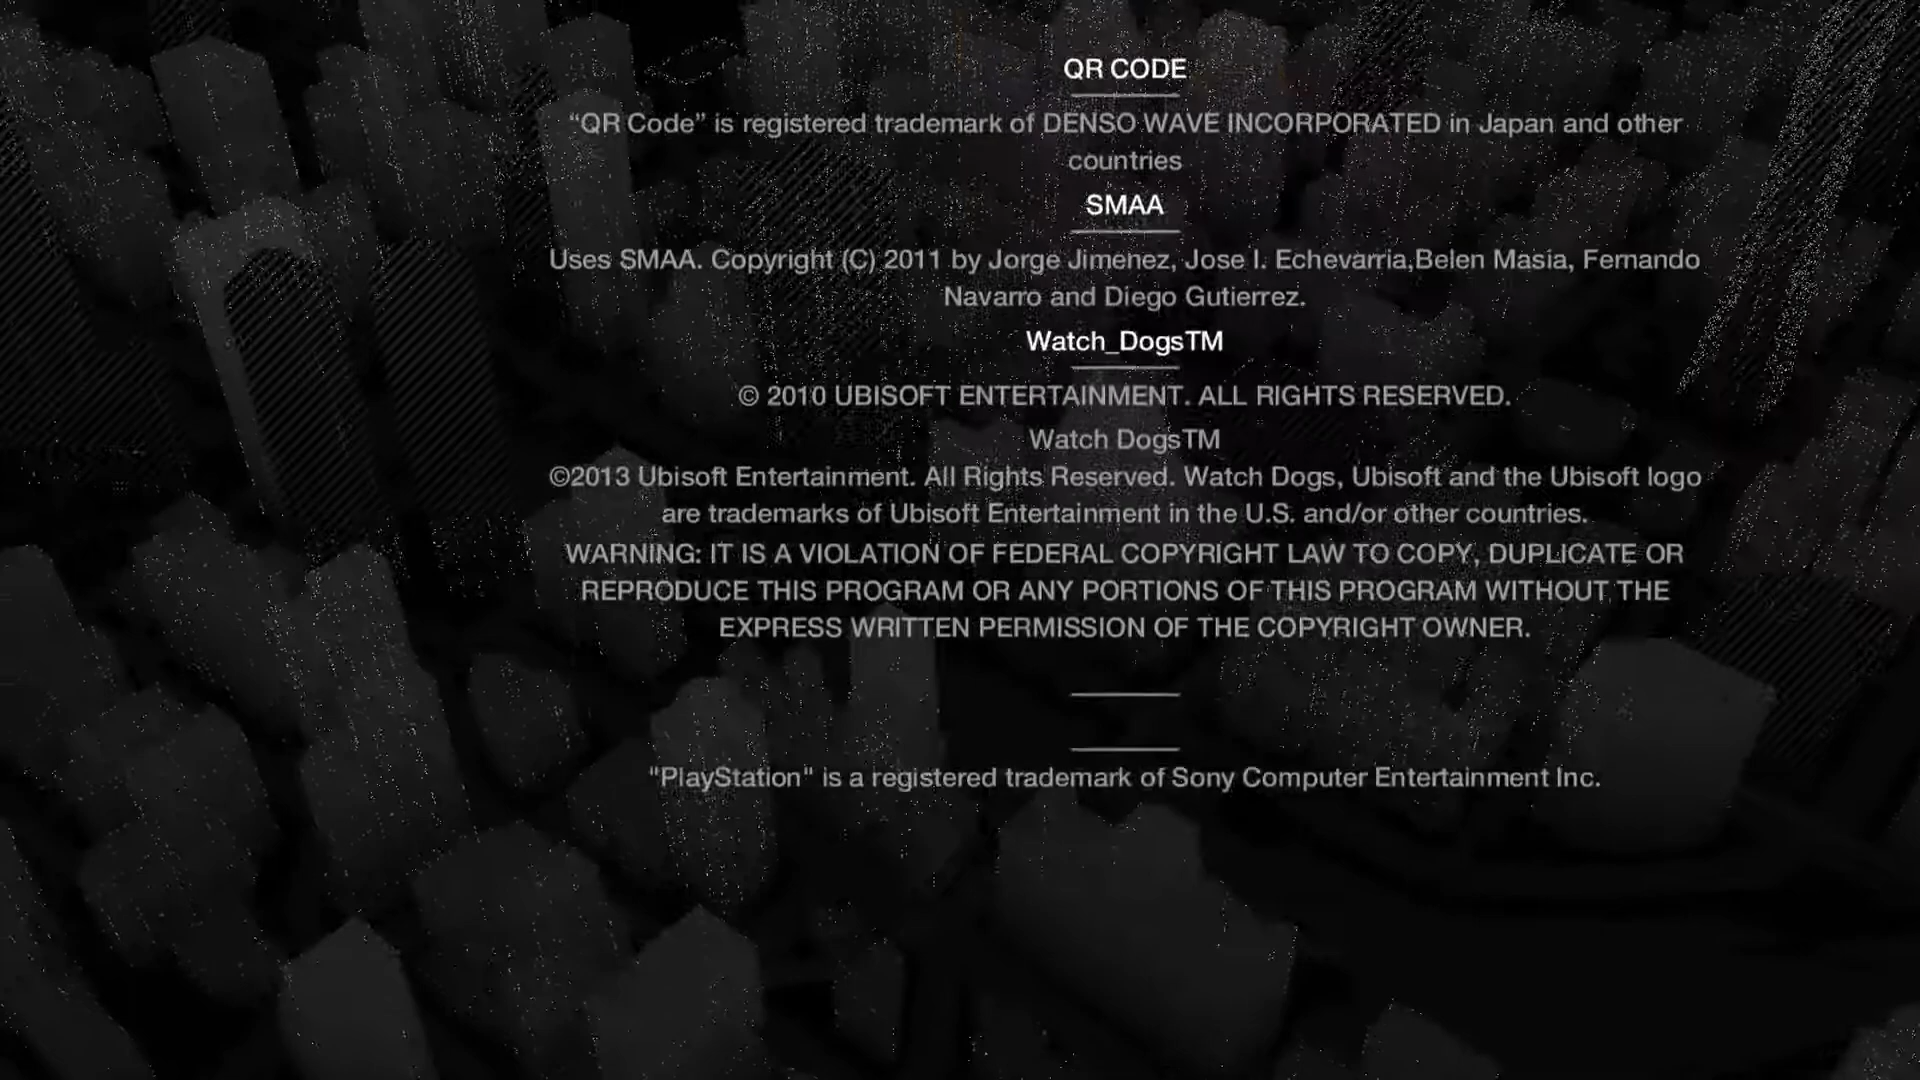 QR CODE
“QR Code” is registered trademark of DENSO WAVE INCORPORATED in Japan and other
countries
SMAA
Uses SMAA. Copyright (C) 2011 by Jorge Jimenez, Jose I. Echevarria,Belen Masia, Fernando
Navarro and Diego Gutierrez.
Watch_DogsTM
© 2010 UBISOFT ENTERTAINMENT. ALL RIGHTS RESERVED.
Watch DogsTM
©2013 Ubisoft Entertainment. All Rights Reserved. Watch Dogs, Ubisoft and the Ubisoft logo
are trademarks of Ubisoft Entertainment in the U.S. and/or other countries.
WARNING: IT IS A VIOLATION OF FEDERAL COPYRIGHT LAW TO COPY, DUPLICATE OR
REPRODUCE THIS PROGRAM OR ANY PORTIONS OF THIS PROGRAM WITHOUT THE
EXPRESS WRITTEN PERMISSION OF THE COPYRIGHT OWNER.
"PlayStation" is a registered trademark of Sony Computer Entertainment Inc.